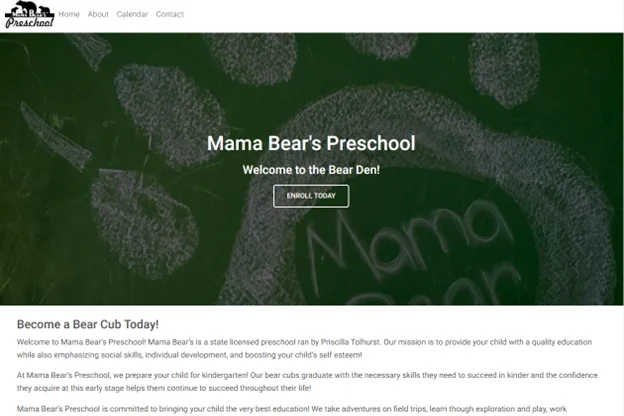 MAMA BEAR'S
Preschool
Home About Calendar Contact
Mama Bear's Preschool
Welcome to the Bear Den!
ENROLL TODAY
Mama
Bear
Become a Bear Cub Today!
Welcome to Mama Bear's Preschool! Mama Bear's is a state licensed preschool ran by Priscilla Tolhurst. Our mission is to provide your child with a quality education
while also emphasizing social skills, individual development, and boosting your child's self esteem!
At Mama Bear's Preschool, we prepare your child for kindergarten! Our bear cubs graduate with the necessary skills they need to succeed in kinder and the confidence
they acquire at this early stage helps them continue to succeed throughout their life!
Mama Bear's Preschool is committed to bringing your child the very best education! We take adventures on field trips, learn though exploration and play, work